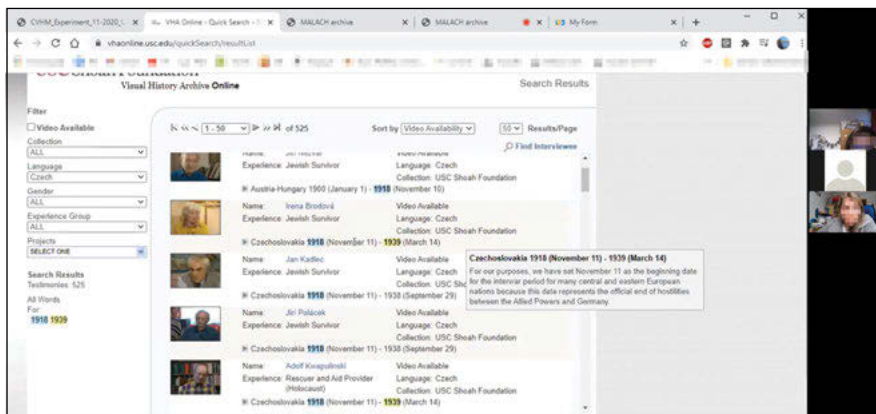 CVHM_Experiment_11-2020_
VHA Online - Quick Search -
MALACH archive
MALACH archive
My Form
vhaonline.usc.edu/quickSearch/resultList
USC Shoah Foundation
Visual History Archive Online
Search Results
Filter
Video Available
Collection
ALL
Language
Czech
Gender
ALL
Experience Group
ALL
Projects
SELECT ONE
Search Results
Testimonies: 525
All Words
For
1918 1939
1 - 50 of 525 Sort by Video Availability 50 Results/Page
Find Interviewee
Name: Video Available
Experience: Jewish Survivor Language: Czech
Collection: USC Shoah Foundation
Austria-Hungary 1900 (January 1) - 1918 (November 10)
Name: Irena Brodová Video Available
Experience: Jewish Survivor Language: Czech
Collection: USC Shoah Foundation
Czechoslovakia 1918 (November 11) - 1939 (March 14)
Name: Jan Kadlec Video Available
Experience: Jewish Survivor Language: Czech
Collection: USC
Czechoslovakia 1918 (November 11) - 1938 (September 29)
Czechoslovakia 1918 (November 11) - 1939 (March 14)
For our purposes, we have set November 11 as the beginning date
for the interwar period for many central and eastern European
nations because this date represents the official end of hostilities
between the Allied Powers and Germany.
Name: Jiri Polácek Video Available
Experience: Jewish Survivor Language: Czech
Collection: USC Shoah Foundation
Czechoslovakia 1918 (November 11) - 1938 (September 29)
Name: Adolf Kwapulinski Video Available
Experience: Rescuer and Aid Provider Language: Czech
(Holocaust) Collection: USC Shoah Foundation
Czechoslovakia 1918 (November 11) - 1939 (March 14)